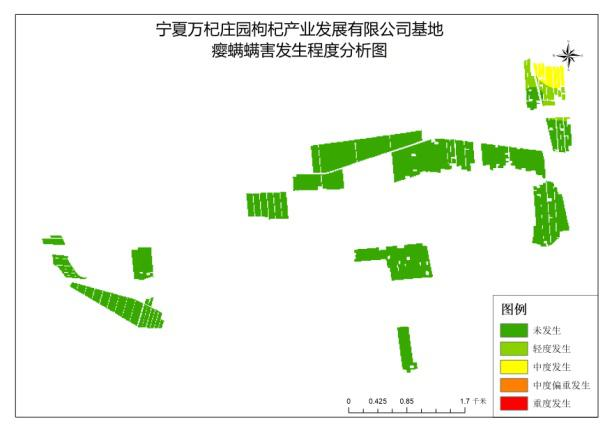 宁夏万杞庄园枸杞产业发展有限公司基地
瘿螨螨害发生程度分析图
图例
未发生
轻度发生
中度发生
中度偏重发生
重度发生
0 0.425 0.85 1.7 千米